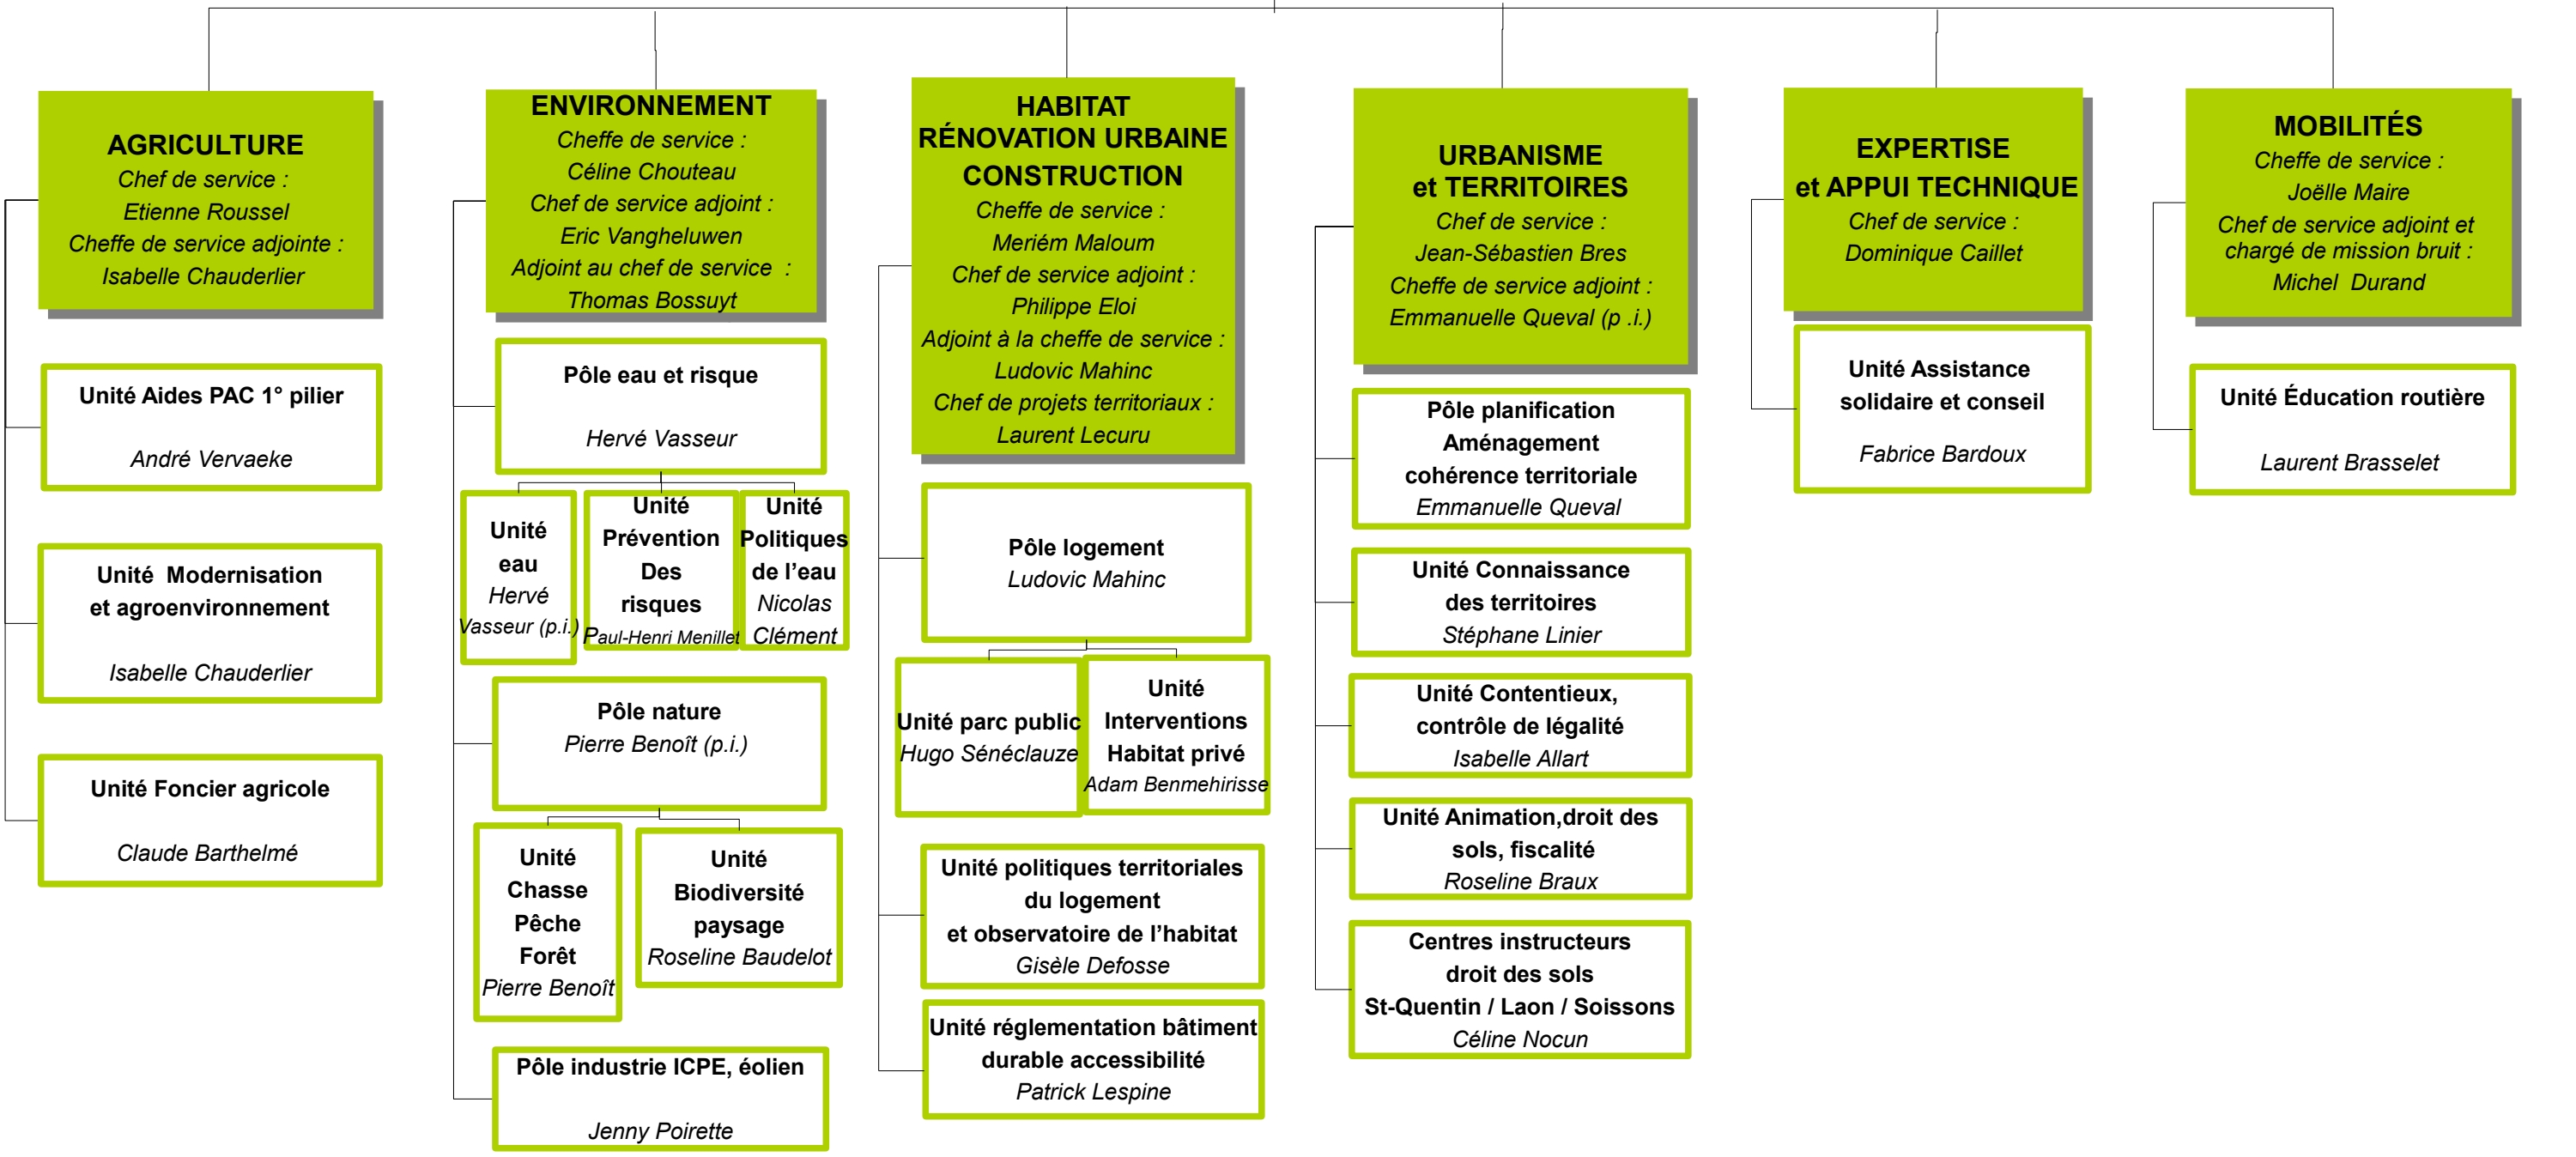 AGRICULTURE
Chef de service :
Etienne Roussel
Cheffe de service adjointe :
Isabelle Chauderlier
Unité Aides PAC 1° pilier
André Vervaeke
Unité  Modernisation
et agroenvironnement
Isabelle Chauderlier
Unité Foncier agricole
Claude Barthelmé
ENVIRONNEMENT
Cheffe de service :
Céline Chouteau
Chef de service adjoint :
Eric Vangheluwen
Adjoint au chef de service  :
Thomas Bossuyt
Pôle eau et risque
Hervé Vasseur
Unité
eau
Hervé
Vasseur (p.i.)
Unité
Prévention
Des
risques
Paul-Henri Menillet
Unité
Politiques
de l’eau
Nicolas
Clément
Pôle nature
Pierre Benoît (p.i.)
Unité
Chasse
Pêche
Forêt
Pierre Benoît
Unité
Biodiversité
paysage
Roseline Baudelot
Pôle industrie ICPE, éolien
Jenny Poirette
HABITAT
RÉNOVATION URBAINE
CONSTRUCTION
Cheffe de service :
Meriém Maloum
Chef de service adjoint :
Philippe Eloi
Adjoint à la cheffe de service :
Ludovic Mahinc
Chef de projets territoriaux :
Laurent Lecuru
Pôle logement
Ludovic Mahinc
Unité parc public
Hugo Sénéclauze
Unité
Interventions
Habitat privé
Adam Benmehirisse
Unité politiques territoriales
du logement
et observatoire de l’habitat
Gisèle Defosse
Unité réglementation bâtiment
durable accessibilité
Patrick Lespine
URBANISME
et TERRITOIRES
Chef de service :
Jean-Sébastien Bres
Cheffe de service adjoint :
Emmanuelle Queval (p .i.)
Pôle planification
Aménagement
cohérence territoriale
Emmanuelle Queval
Unité Connaissance
des territoires
Stéphane Linier
Unité Contentieux,
contrôle de légalité
Isabelle Allart
Unité Animation,droit des
sols, fiscalité
Roseline Braux
Centres instructeurs
droit des sols
St-Quentin / Laon / Soissons
Céline Nocun
EXPERTISE
et APPUI TECHNIQUE
Chef de service :
Dominique Caillet
Unité Assistance
solidaire et conseil
Fabrice Bardoux
MOBILITÉS
Cheffe de service :
Joëlle Maire
Chef de service adjoint et
chargé de mission bruit :
Michel  Durand
Unité Éducation routière
Laurent Brasselet